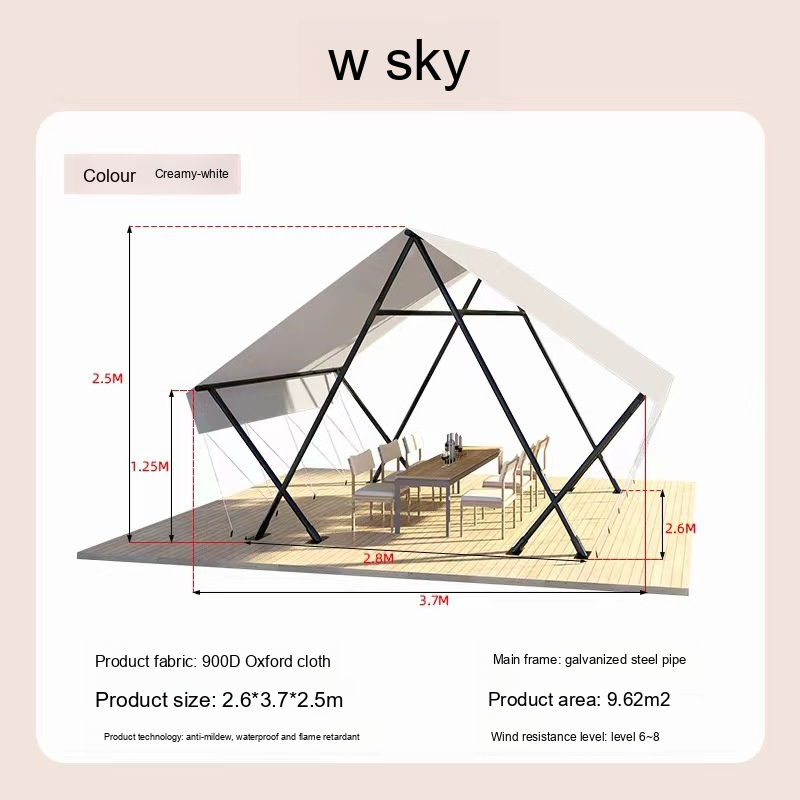 w sky
Colour Creamy-white
2.5M
1.25M
2.6M
2.8M
3.7M
Product fabric: 900D Oxford cloth
Main frame: galvanized steel pipe
Product size: 2.6*3.7*2.5m
Product area: 9.62m2
Product technology: anti-mildew, waterproof and flame retardant
Wind resistance level: level 6~8